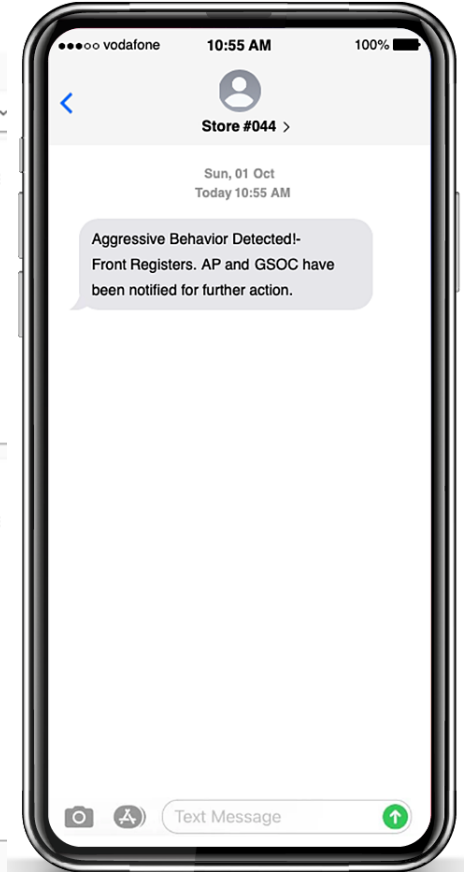 vodafone 10:55 AM 100%
Store #044 >
Sun, 01 Oct
Today 10:55 AM
Aggressive Behavior Detected!-
Front Registers. AP and GSOC have
been notified for further action.
Text Message